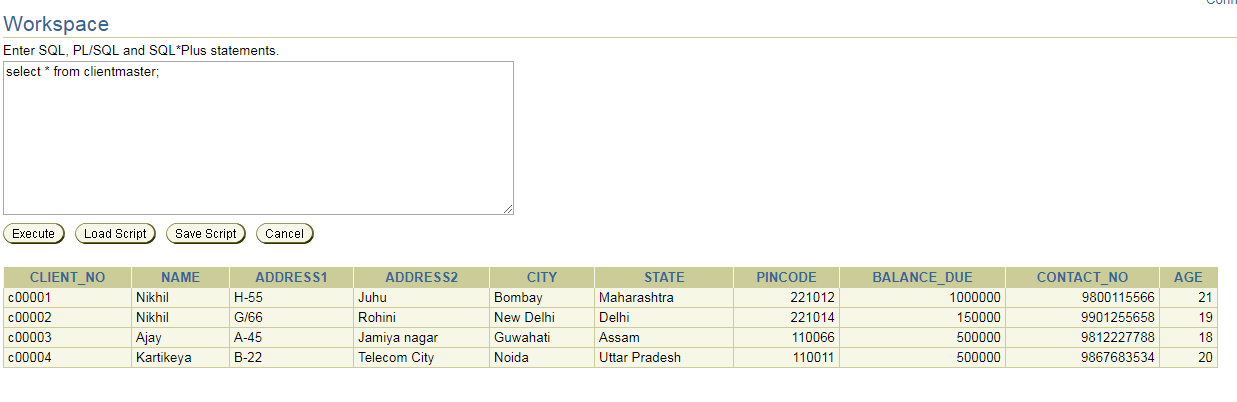 Workspace
Enter SQL, PL/SQL and SQL*Plus statements.
select * from clientmaster;
Execute Load Script Save Script Cancel
CLIENT_NO NAME ADDRESS1 ADDRESS2 CITY STATE PINCODE BALANCE_DUE CONTACT_NO AGE
c00001 Nikhil H-55 Juhu Bombay Maharashtra 221012 1000000 9800115566 21
c00002 Nikhil G/66 Rohini New Delhi Delhi 221014 150000 9901255658 19
c00003 Ajay A-45 Jamiya nagar Guwahati Assam 110066 500000 9812227788 18
c00004 Kartikeya B-22 Telecom City Noida Uttar Pradesh 110011 500000 9867683534 20